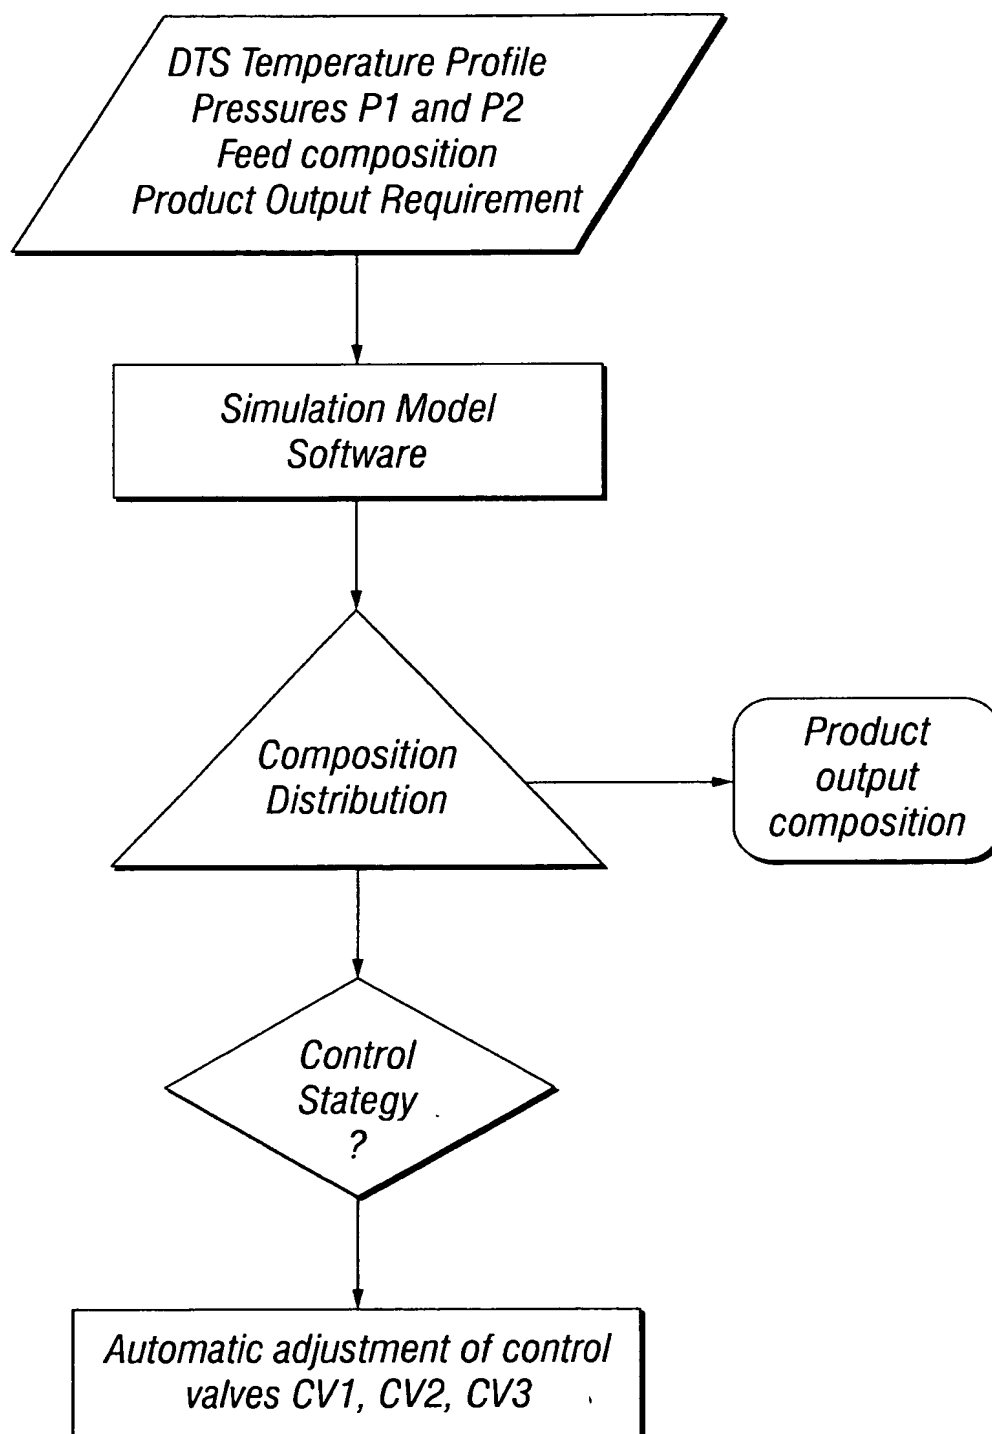 DTS Temperature Profile
Pressures P1 and P2
Feed composition
Product Output Requirement
Simulation Model
Software
Composition
Distribution
Product
output
composition
Control
Stategy
?
Automatic adjustment of control
valves CV1, CV2, CV3